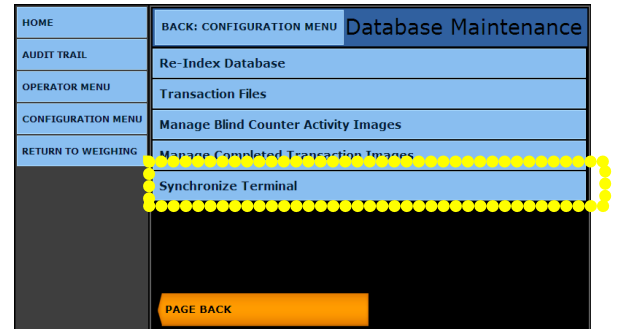 HOME
AUDIT TRAIL
OPERATOR MENU
CONFIGURATION MENU
RETURN TO WEIGHING
BACK: CONFIGURATION MENU Database Maintenance
Re-Index Database
Transaction Files
Manage Blind Counter Activity Images
Manage Completed Transaction Images
Synchronize Terminal
PAGE BACK